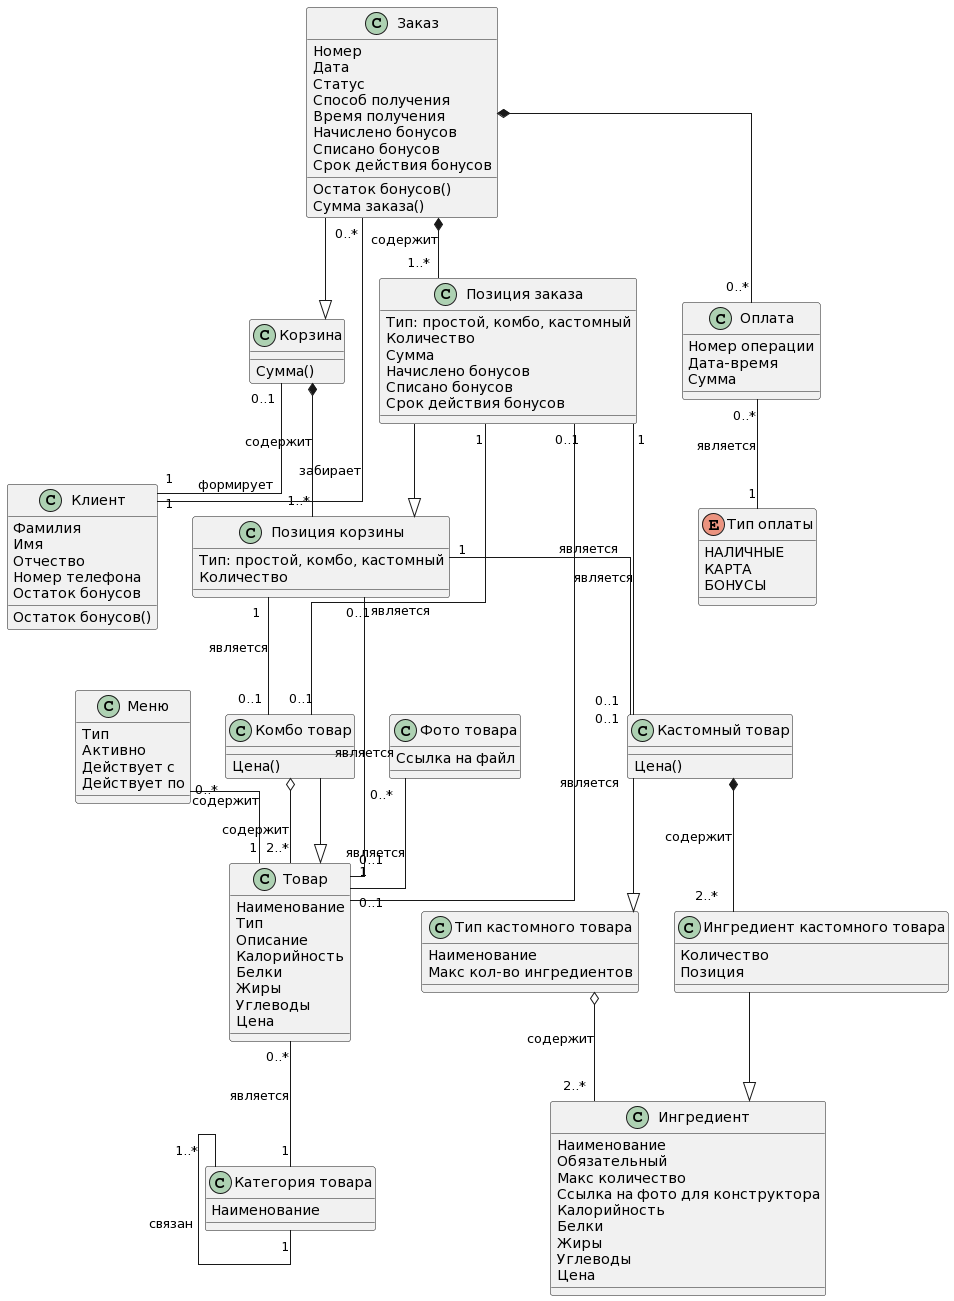 C Заказ
Номер
Дата
Статус
Способ получения
Время получения
Начислено бонусов
Списано бонусов
Срок действия бонусов
Остаток бонусов()
Сумма заказа()
0..*
содержит
1..*
0..*
C Корзина
Сумма()
C Позиция заказа
Тип: простой, комбо, кастомный
Количество
Сумма
Начислено бонусов
Списано бонусов
Срок действия бонусов
C Оплата
Номер операции
Дата-время
Сумма
0..1
содержит
забирает
1..*
формирует
1
1
1
0..1
1
0..*
является
1
C Клиент
Фамилия
Имя
Отчество
Номер телефона
Остаток бонусов
Остаток бонусов()
C Позиция корзины
Тип: простой, комбо, кастомный
Количество
E Тип оплаты
НАЛИЧНЫЕ
КАРТА
БОНУСЫ
1
является
является
1
0..1
является
является
0..1
0..1
0..1
0..1
C Меню
Тип
Активно
Действует с
Действует по
C Комбо товар
Цена()
C Фото товара
Ссылка на файл
C Кастомный товар
Цена()
является
0..*
содержит
1
содержит
2..*
0..*
является
0..1
1
0..1
является
содержит
2..*
C Товар
Наименование
Тип
Описание
Калорийность
Белки
Жиры
Углеводы
Цена
C Тип кастомного товара
Наименование
Макс кол-во ингредиентов
C Ингредиент кастомного товара
Количество
Позиция
0..*
является
1
содержит
2..*
1..*
связан
1
C Категория товара
Наименование
C Ингредиент
Наименование
Обязательный
Макс количество
Ссылка на фото для конструктора
Калорийность
Белки
Жиры
Углеводы
Цена